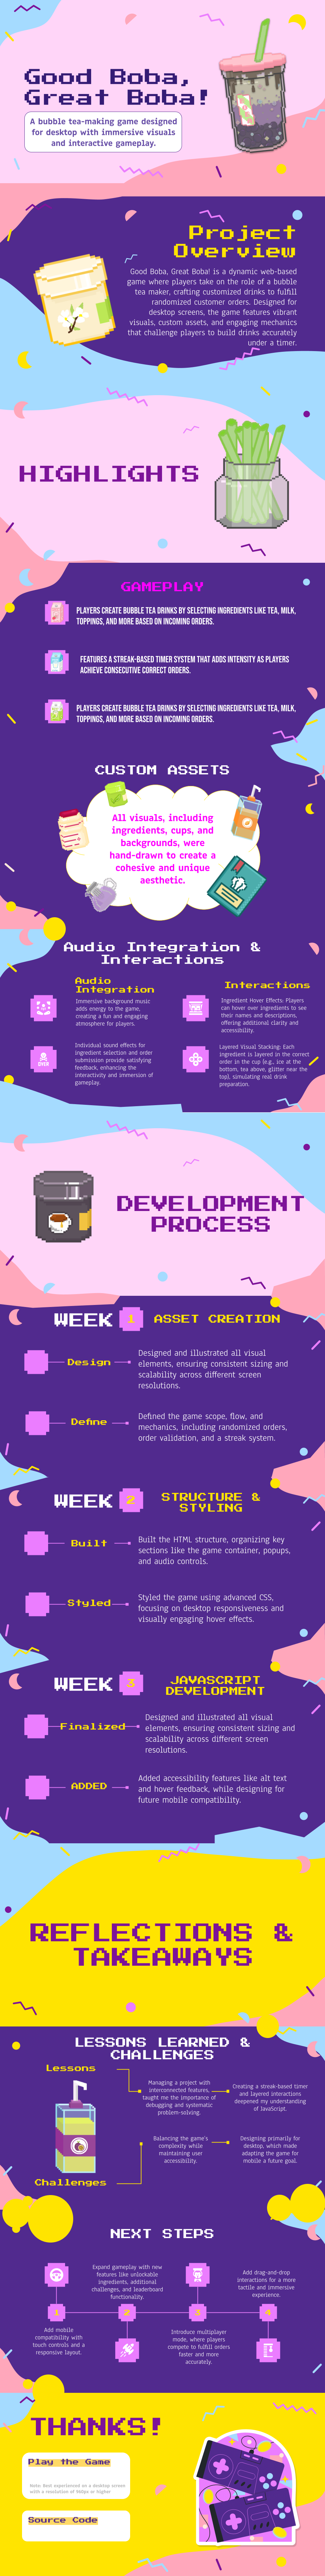 Good Boba,
Great Boba!
A bubble tea-making game designed
for desktop with immersive visuals
and interactive gameplay.
Project
Overview
Good Boba, Great Boba! is a dynamic web-based
game where players take on the role of a bubble
tea maker, crafting customized drinks to fulfill
randomized customer orders. Designed for
desktop screens, the game features vibrant
visuals, custom assets, and engaging mechanics
that challenge players to build drinks accurately
under a timer.
HIGHLIGHTS
GAMEPLAY
PLAYERS CREATE BUBBLE TEA DRINKS BY SELECTING INGREDIENTS LIKE TEA, MILK,
TOPPINGS, AND MORE BASED ON INCOMING ORDERS.
FEATURES A STREAK-BASED TIMER SYSTEM THAT ADDS INTENSITY AS PLAYERS
ACHIEVE CONSECUTIVE CORRECT ORDERS.
PLAYERS CREATE BUBBLE TEA DRINKS BY SELECTING INGREDIENTS LIKE TEA, MILK,
TOPPINGS, AND MORE BASED ON INCOMING ORDERS.
CUSTOM ASSETS
All visuals, including
ingredients, cups, and
backgrounds, were
hand-drawn to create a
cohesive and unique
aesthetic.
Audio Integration &
Interactions
Audio
Integration
Immersive background music
adds energy to the game,
creating a fun and engaging
atmosphere for players.
Individual sound effects for
ingredient selection and order
submission provide satisfying
feedback, enhancing the
interactivity and immersion of
gameplay.
Interactions
Ingredient Hover Effects: Players
can hover over ingredients to see
their names and descriptions,
offering additional clarity and
accessibility.
Layered Visual Stacking: Each
ingredient is layered in the correct
order in the cup (e.g., ice at the
bottom, tea above, glitter near the
top), simulating real drink
preparation.
DEVELOPMENT
PROCESS
WEEK 1 ASSET CREATION
Design
Designed and illustrated all visual
elements, ensuring consistent sizing and
scalability across different screen
resolutions.
Define
Defined the game scope, flow, and
mechanics, including randomized orders,
order validation, and a streak system.
WEEK 2 STRUCTURE &
STYLING
Built
Built the HTML structure, organizing key
sections like the game container, popups,
and audio controls.
Styled
Styled the game using advanced CSS,
focusing on desktop responsiveness and
visually engaging hover effects.
WEEK 3 JAVASCRIPT
DEVELOPMENT
Finalized
Designed and illustrated all visual
elements, ensuring consistent sizing and
scalability across different screen
resolutions.
ADDED
Added accessibility features like alt text
and hover feedback, while designing for
future mobile compatibility.
REFLECTIONS &
TAKEAWAYS
LESSONS LEARNED &
CHALLENGES
Lessons
Managing a project with
interconnected features,
taught me the importance of
debugging and systematic
problem-solving.
Creating a streak-based timer
and layered interactions
deepened my understanding
of JavaScript.
Balancing the game's
complexity while
maintaining user
accessibility.
Designing primarily for
desktop, which made
adapting the game for
mobile a future goal.
Challenges
NEXT STEPS
Expand gameplay with new
features like unlockable
ingredients, additional
challenges, and leaderboard
functionality.
Add drag-and-drop
interactions for a more
tactile and immersive
experience.
1 2 3 4
Add mobile
compatibility with
touch controls and a
responsive layout.
Introduce multiplayer
mode, where players
compete to fulfill orders
faster and more
accurately.
THANKS!
Play the Game
Note: Best experienced on a desktop screen
with a resolution of 960px or higher
Source Code